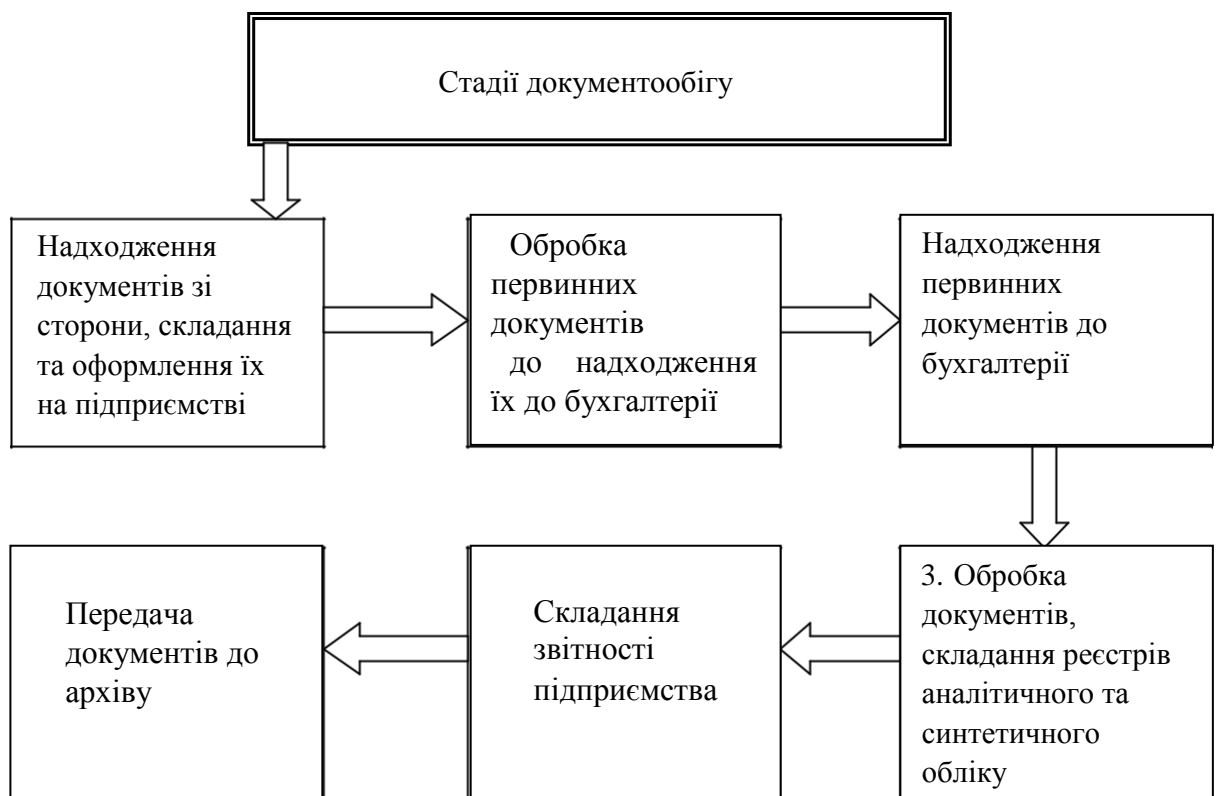 Стадії документообігу
Надходження
документів зі
сторони, складання
та оформлення їх
на підприємстві
Обробка
первинних
документів
до надходження
їх до бухгалтерії
Надходження
первинних
документів до
бухгалтерії
3. Обробка
документів,
складання реєстрів
аналітичного та
синтетичного
обліку
Складання
звітності
підприємства
Передача
документів до
архіву